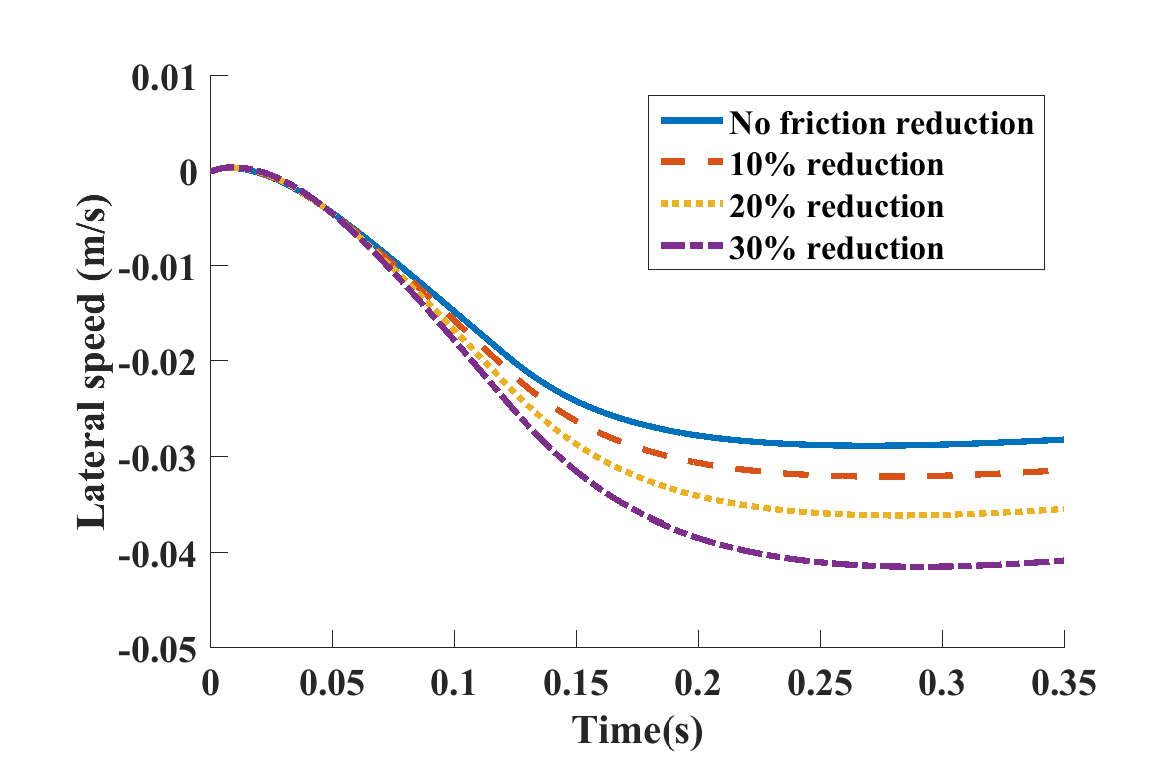 0.01
0
-0.01
-0.02
-0.03
-0.04
-0.05
Lateral speed (m/s)
No friction reduction
10% reduction
20% reduction
30% reduction
0 0.05 0.1 0.15 0.2 0.25 0.3 0.35
Time(s)